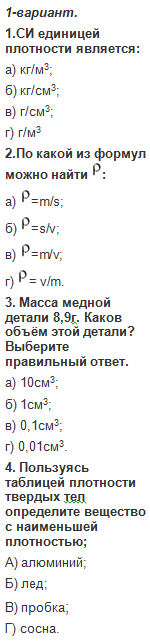 1-вариант.
1.СИ единицей
плотности является:
а) кг/м³;
б) кг/см³;
в) г/см³;
г) г/м³
2.По какой из формул
можно найти ρ:
а) ρ=m/s;
б) ρ=s/v;
в) ρ=m/v;
г) ρ= v/m.
3. Масса медной
детали 8,9г. Каков
объём этой детали?
Выберите
правильный ответ.
а) 10см³;
б) 1см³;
в) 0,1см³;
г) 0,01см³.
4. Пользуясь
таблицей плотности
твердых тел
определите вещество
с наименьшей
плотностью;
А) алюминий;
Б) лед;
В) пробка;
Г) сосна.